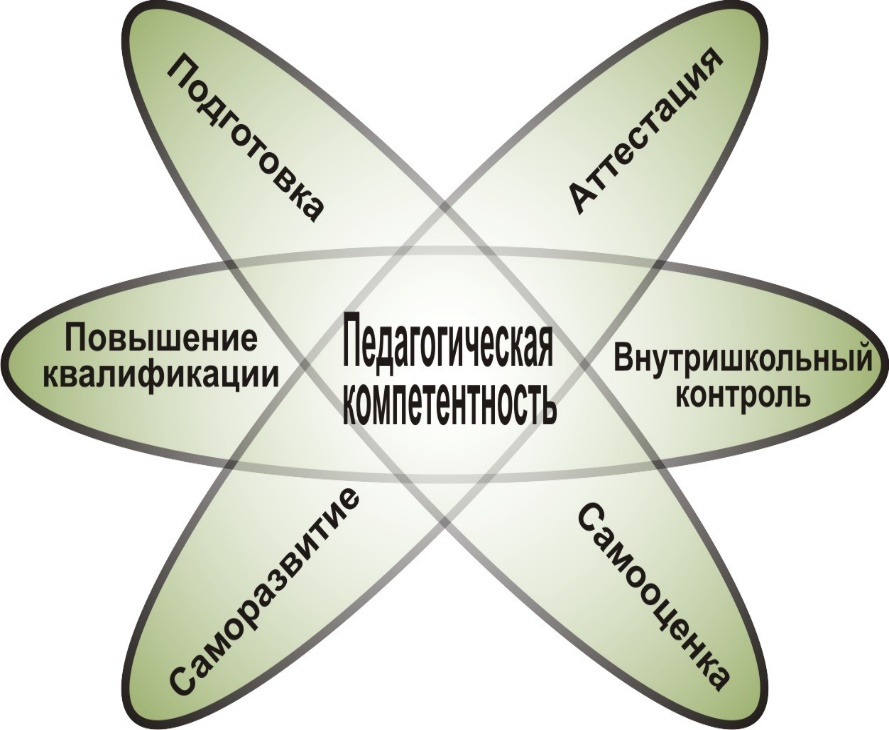 Подготовка
Аттестация
Повышение
квалификации
Педагогическая
компетентность
Внутришкольный
контроль
Саморазвитие
Самооценка